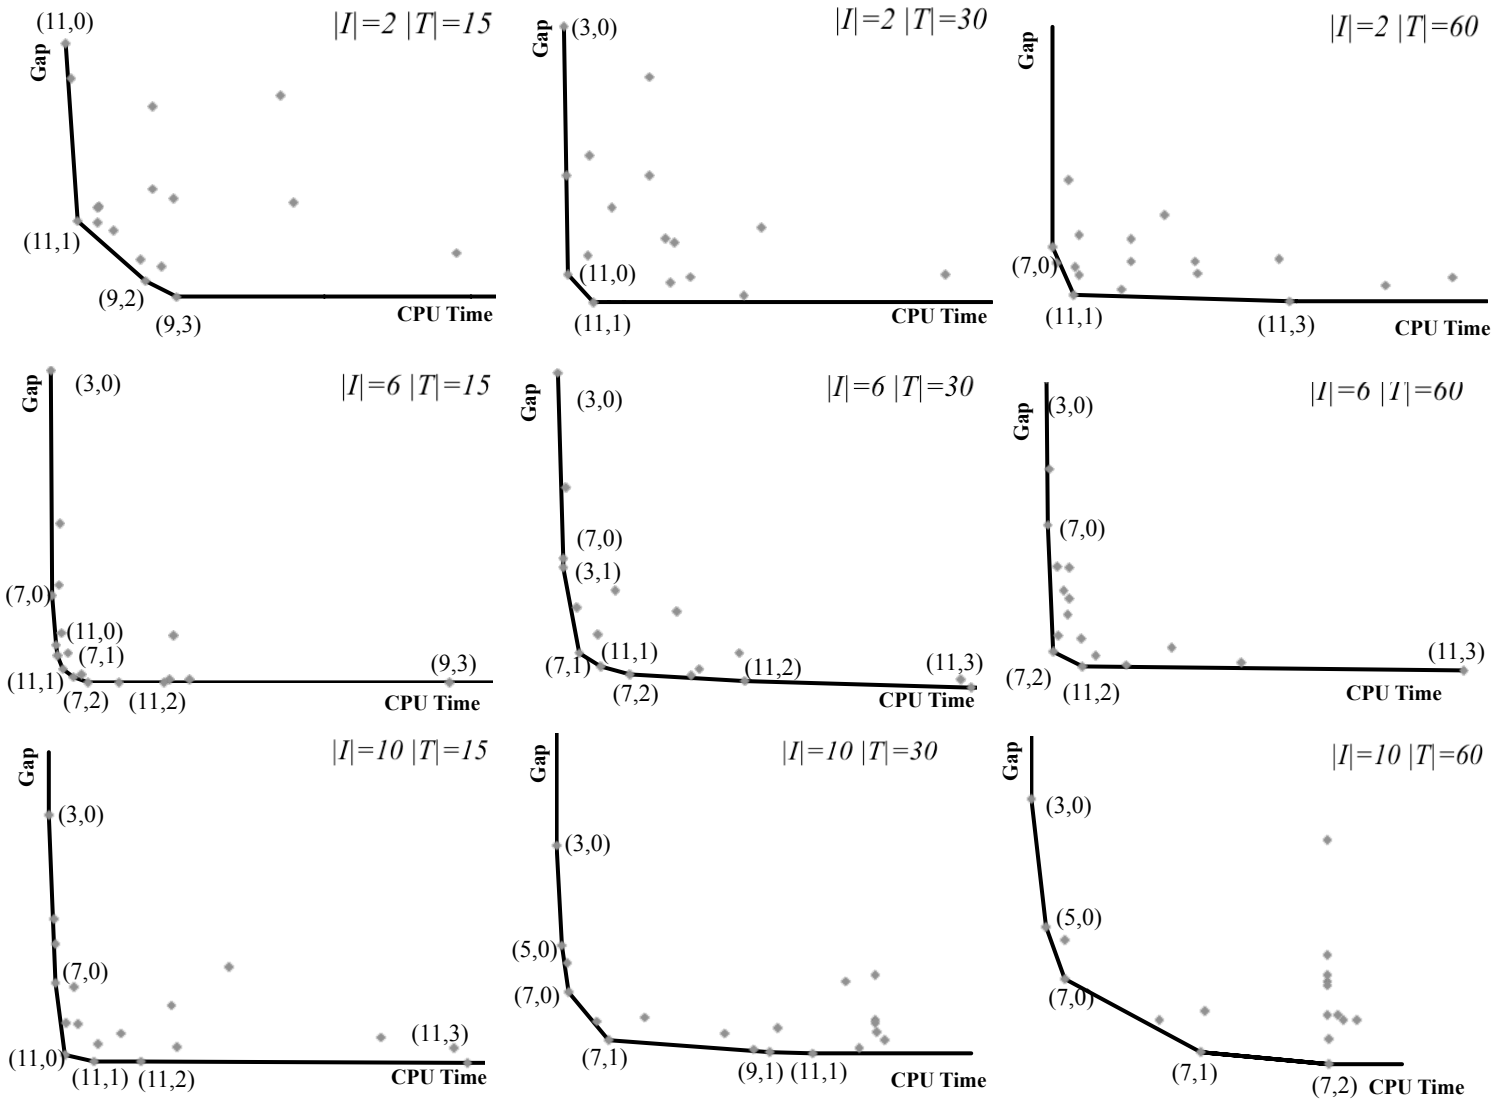 (11,0)
|I|=2 |T|=15
Gap
(11,1)
(9,2)
(9,3)
CPU Time
(3,0)
|I|=2 |T|=30
Gap
(11,0)
(11,1)
CPU Time
|I|=2 |T|=60
Gap
(7,0)
(11,1)
(11,3)
CPU Time
(3,0)
|I|=6 |T|=15
Gap
(7,0)
(11,0)
(7,1)
(11,1)
(7,2)
(11,2)
(9,3)
CPU Time
|I|=6 |T|=30
Gap
(3,0)
(7,0)
(3,1)
(7,1)
(11,1)
(7,2)
(11,2)
(11,3)
CPU Time
|I|=6 |T|=60
Gap
(3,0)
(7,0)
(7,2)
(11,2)
(11,3)
CPU Time
|I|=10 |T|=15
Gap
(3,0)
(7,0)
(11,0)
(11,1)
(11,2)
(11,3)
CPU Time
|I|=10 |T|=30
Gap
(3,0)
(5,0)
(7,0)
(7,1)
(9,1)
(11,1)
CPU Time
|I|=10 |T|=60
Gap
(3,0)
(5,0)
(7,0)
(7,1)
(7,2)
CPU Time